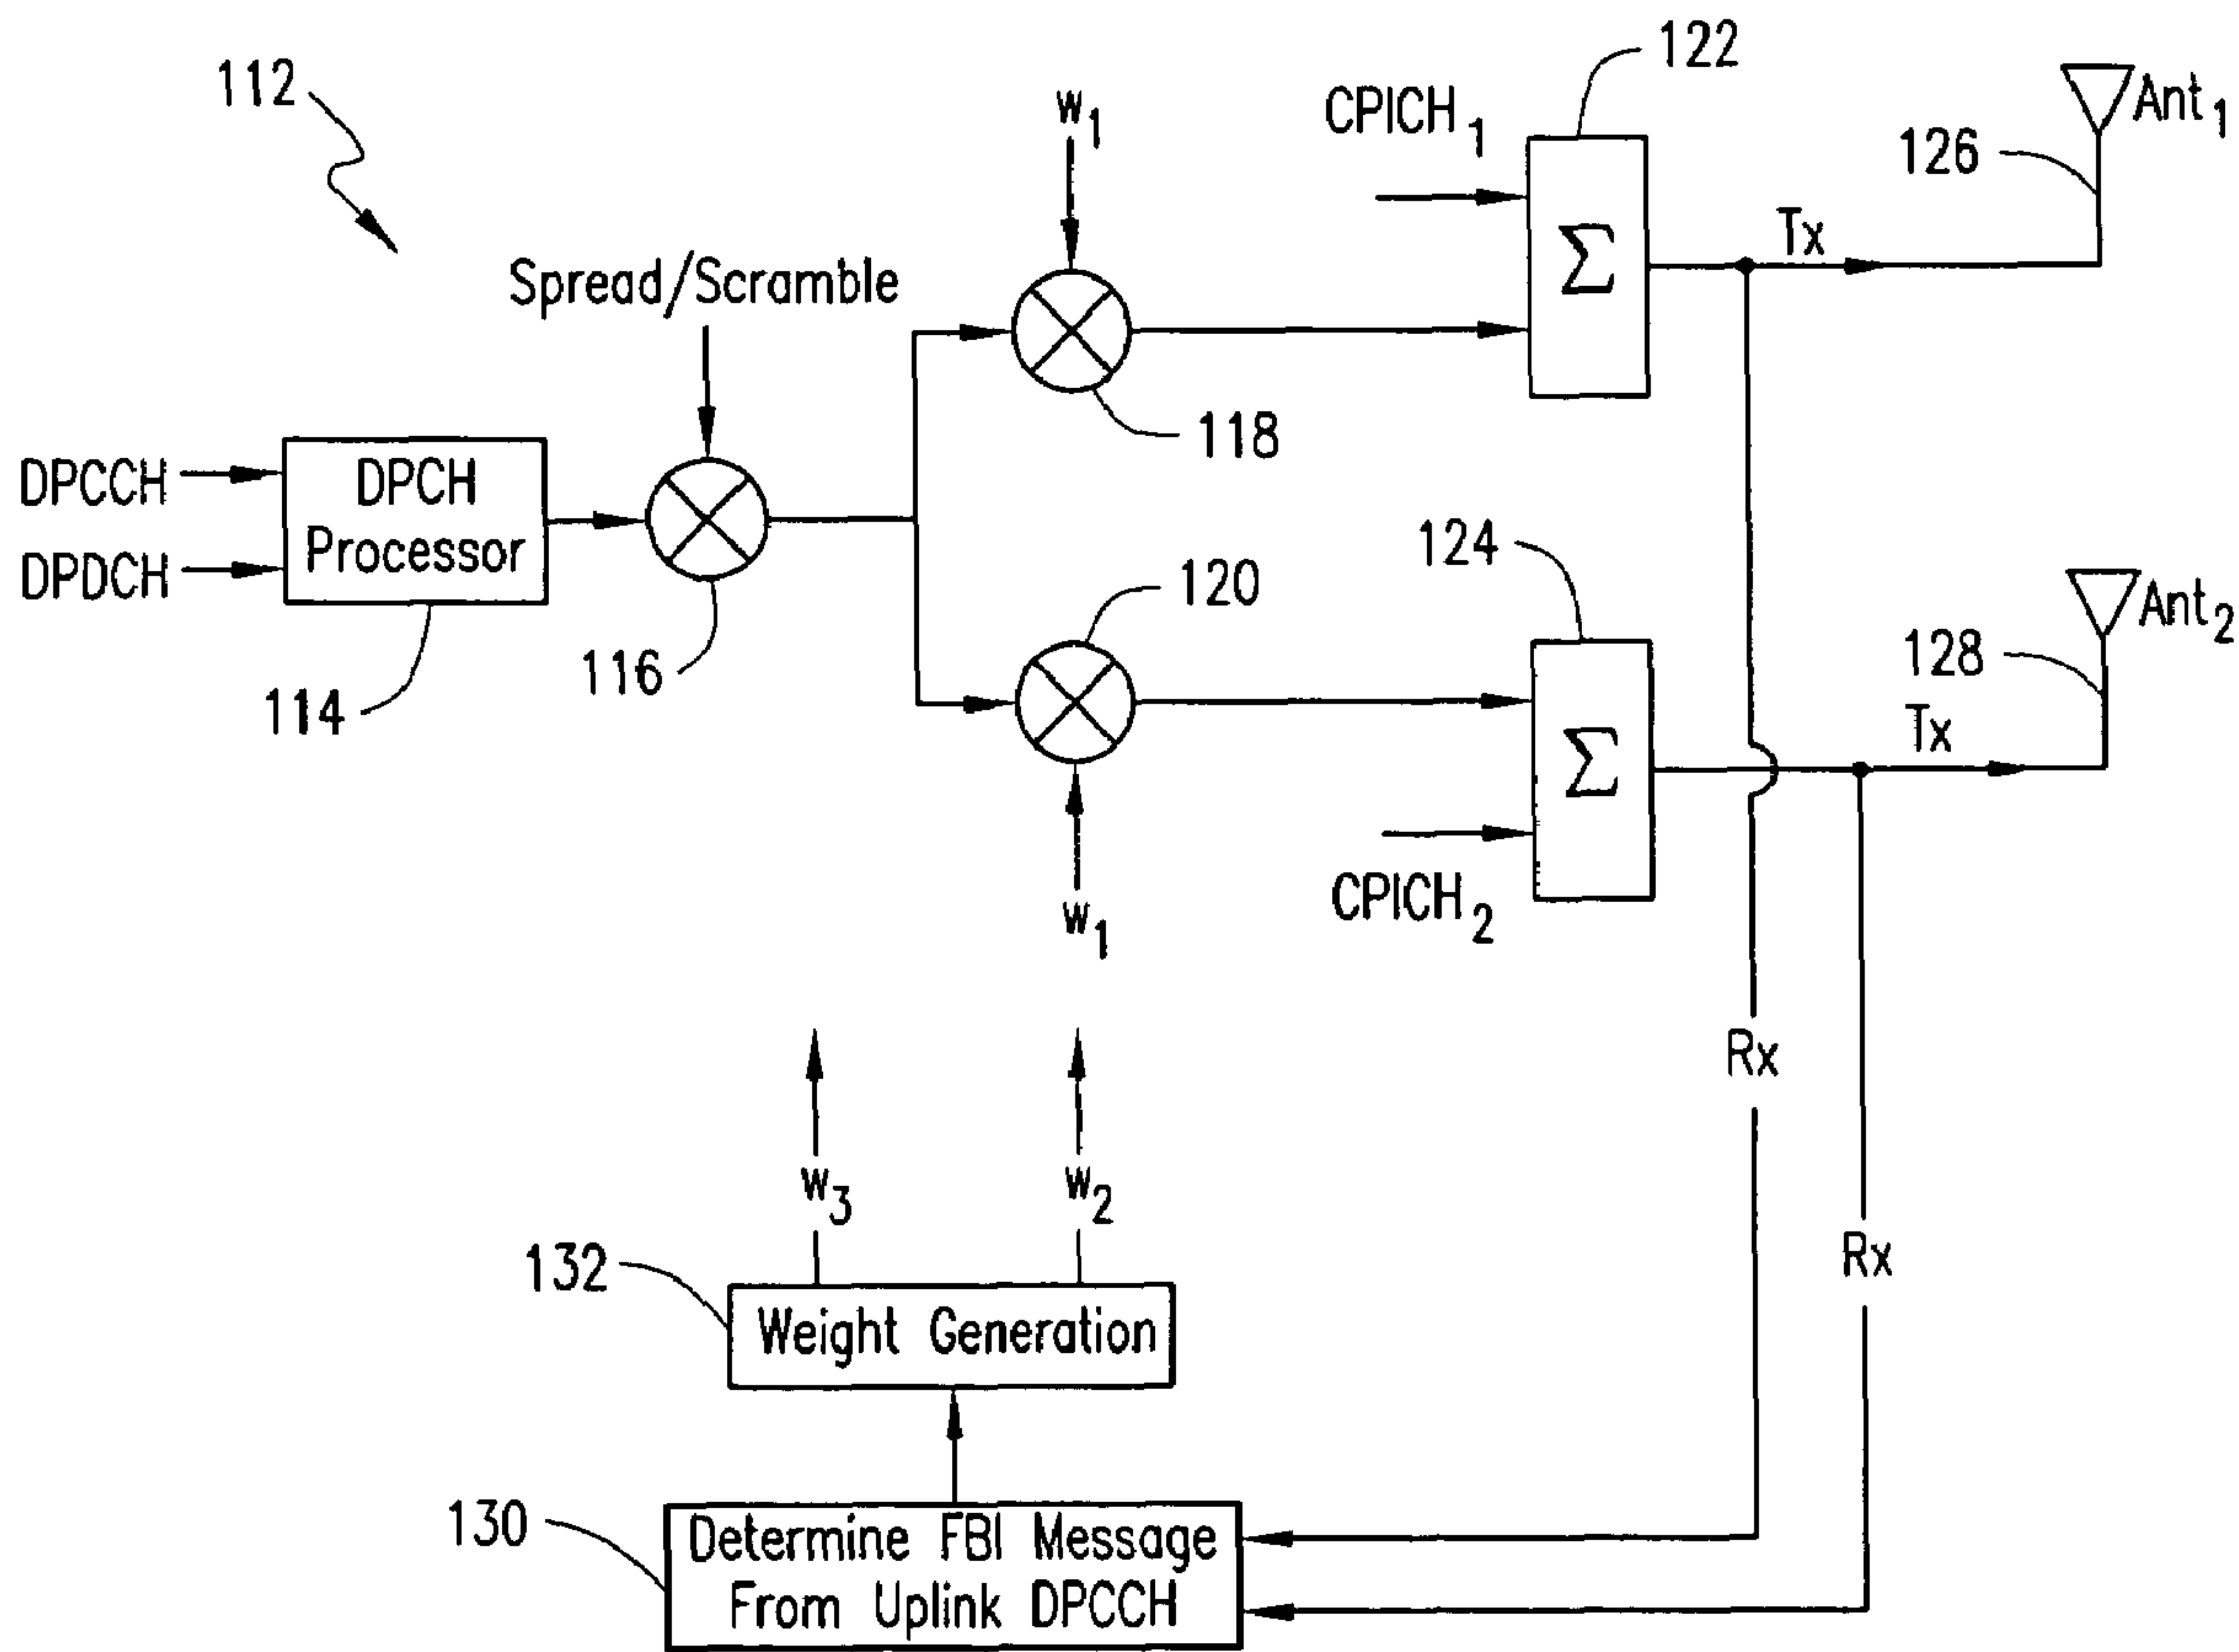 122
112
w1
CPICH1
Ant1
126
Tx
Σ
Spread/Scramble
118
DPCCH
DPCH
Processor
DPDCH
124
120
Ant2
116
128
114
Tx
Σ
CPICH2
w1
Rx
w3
w2
132
Rx
Weight Generation
130
Determine FBI Message
From Uplink DPCCH